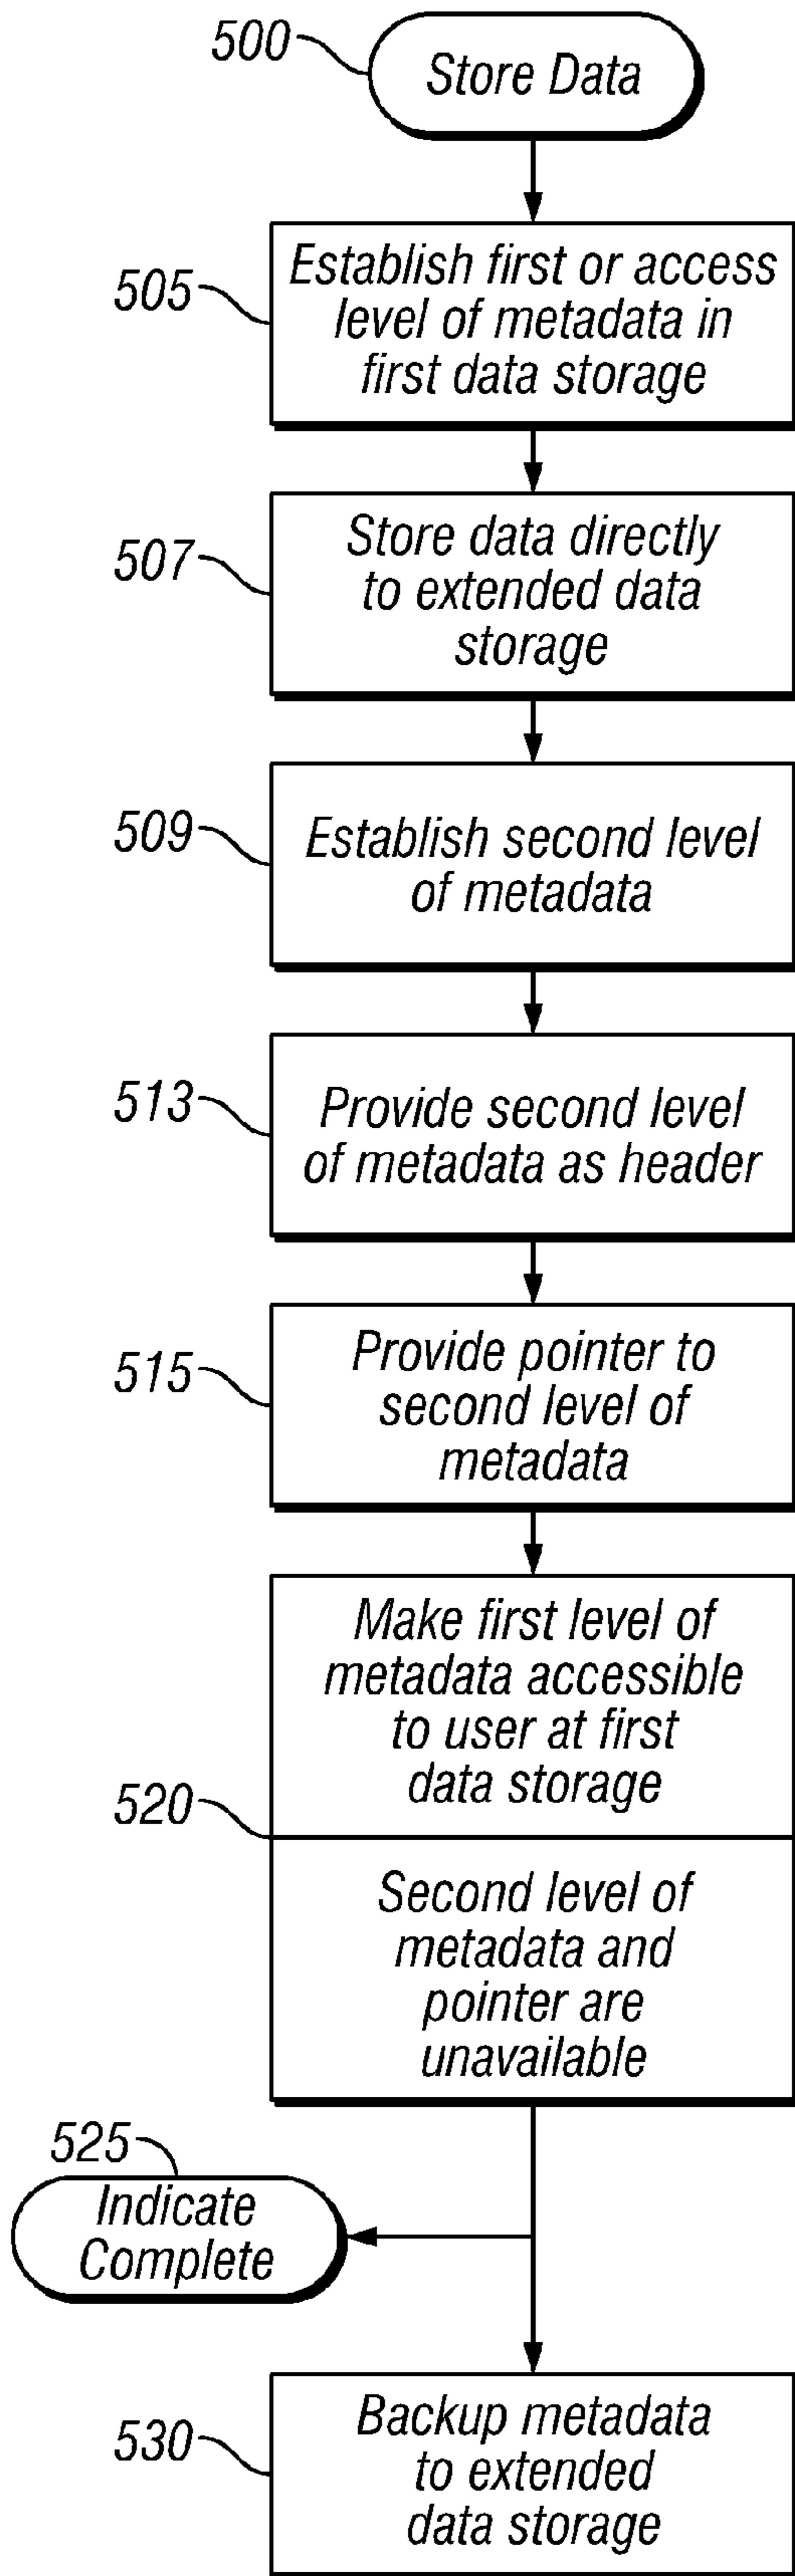 500
Store Data
505
Establish first or access
level of metadata in
first data storage
507
Store data directly
to extended data
storage
509
Establish second level
of metadata
513
Provide second level
of metadata as header
515
Provide pointer to
second level of
metadata
520
Make first level of
metadata accessible
to user at first
data storage
Second level of
metadata and
pointer are
unavailable
525
Indicate
Complete
530
Backup metadata
to extended
data storage